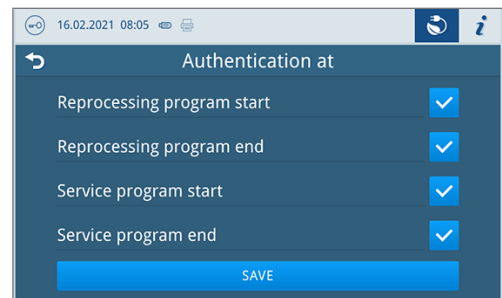 16.02.2021 08:05
i
Authentication at
Reprocessing program start
Reprocessing program end
Service program start
Service program end
SAVE